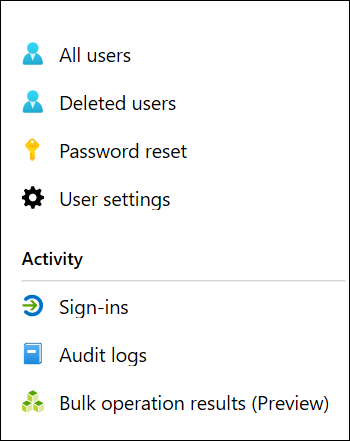 All users
Deleted users
Password reset
User settings
Activity
Sign-ins
Audit logs
Bulk operation results (Preview)